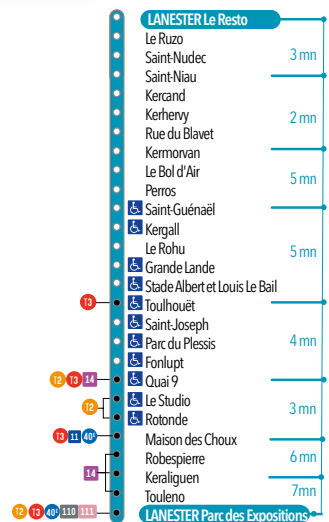 LANESTER Le Resto
Le Ruzo
Saint-Nudec
3 mn
Saint-Niau
Kercand
Kerhervy
2 mn
Rue du Blavet
Kermorvan
Le Bol d'Air
5 mn
Perros
Saint-Guénaël
Kergall
Le Rohu
5 mn
Grande Lande
Stade Albert et Louis Le Bail
T3 Toulhouët
Saint-Joseph
Parc du Plessis
4 mn
Fonlupt
T2 T3 14 Quai 9
Le Studio
T2
3 mn
Rotonde
T3 11 40E Maison des Choux
Robespierre
6 mn
14 Keraliguen
Touleno
7mn
T2 T3 40E 110 111 LANESTER Parc des Expositions